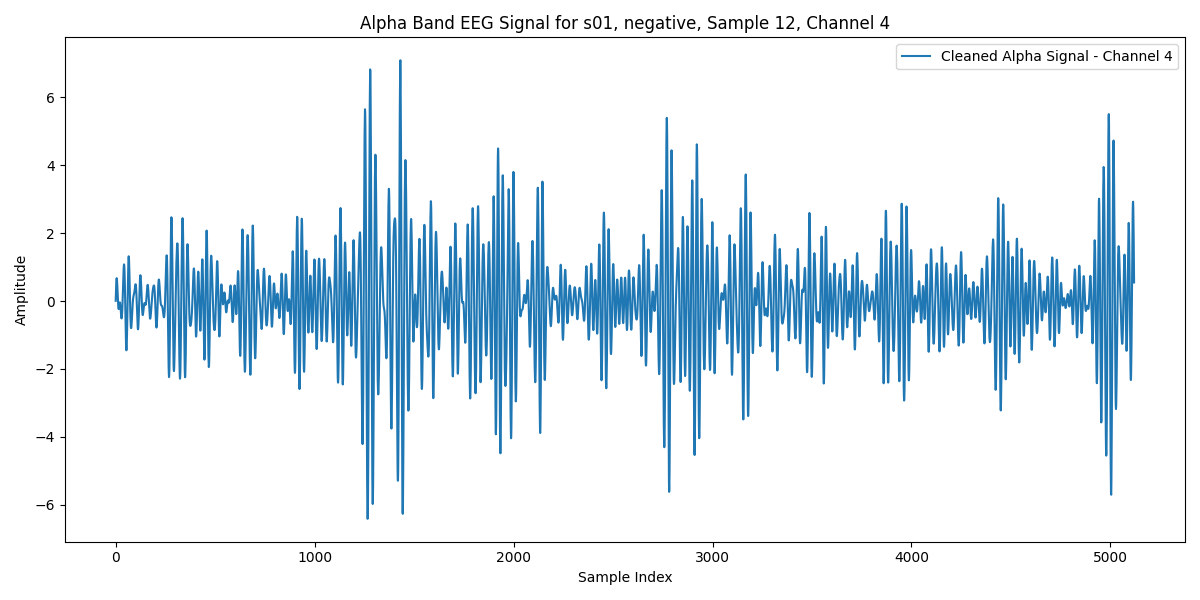 Alpha Band EEG Signal for s01, negative, Sample 12, Channel 4
Cleaned Alpha Signal - Channel 4
Amplitude
6
4
2
0
−2
−4
−6
0 1000 2000 3000 4000 5000
Sample Index